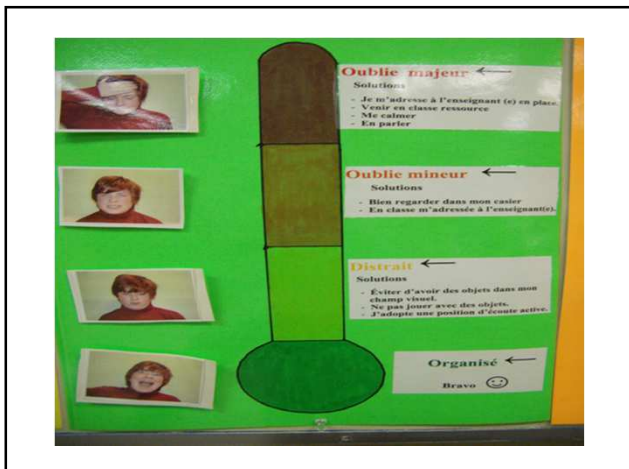 Oublie majeur
Solutions
- Je m'adresse à l'enseignant (e) en place.
- Venir en classe ressource
- Me calmer
- En parler
Oublie mineur
Solutions
- Bien regarder dans mon casier
- En classe m'adressée à l'enseignant(e).
Distrait
Solutions
- Éviter d'avoir des objets dans mon
champ visuel.
- Ne pas jouer avec des objets.
- J'adopte une position d'écoute active.
Organisé
Bravo